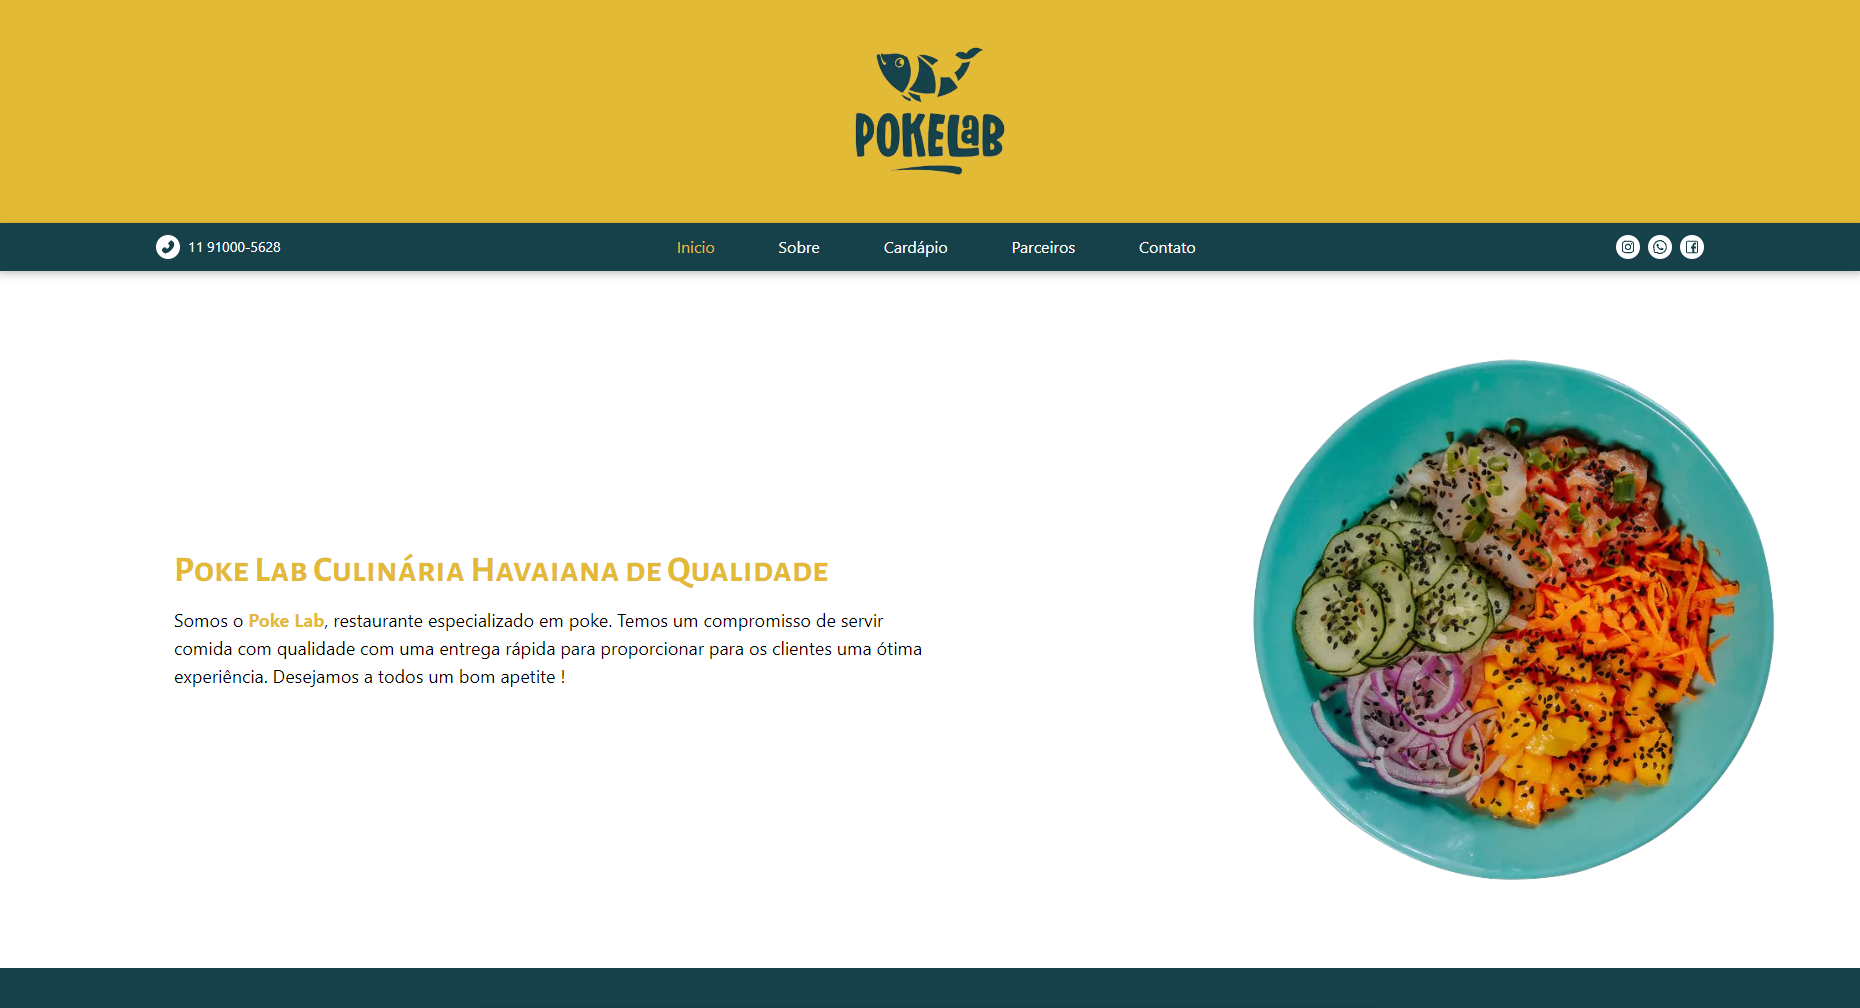 POKELaB
11 91000-5628
Inicio
Sobre
Cardápio
Parceiros
Contato
Poke Lab Culinária Havaiana de Qualidade
Somos o Poke Lab, restaurante especializado em poke. Temos um compromisso de servir
comida com qualidade com uma entrega rápida para proporcionar para os clientes uma ótima
experiência. Desejamos a todos um bom apetite !